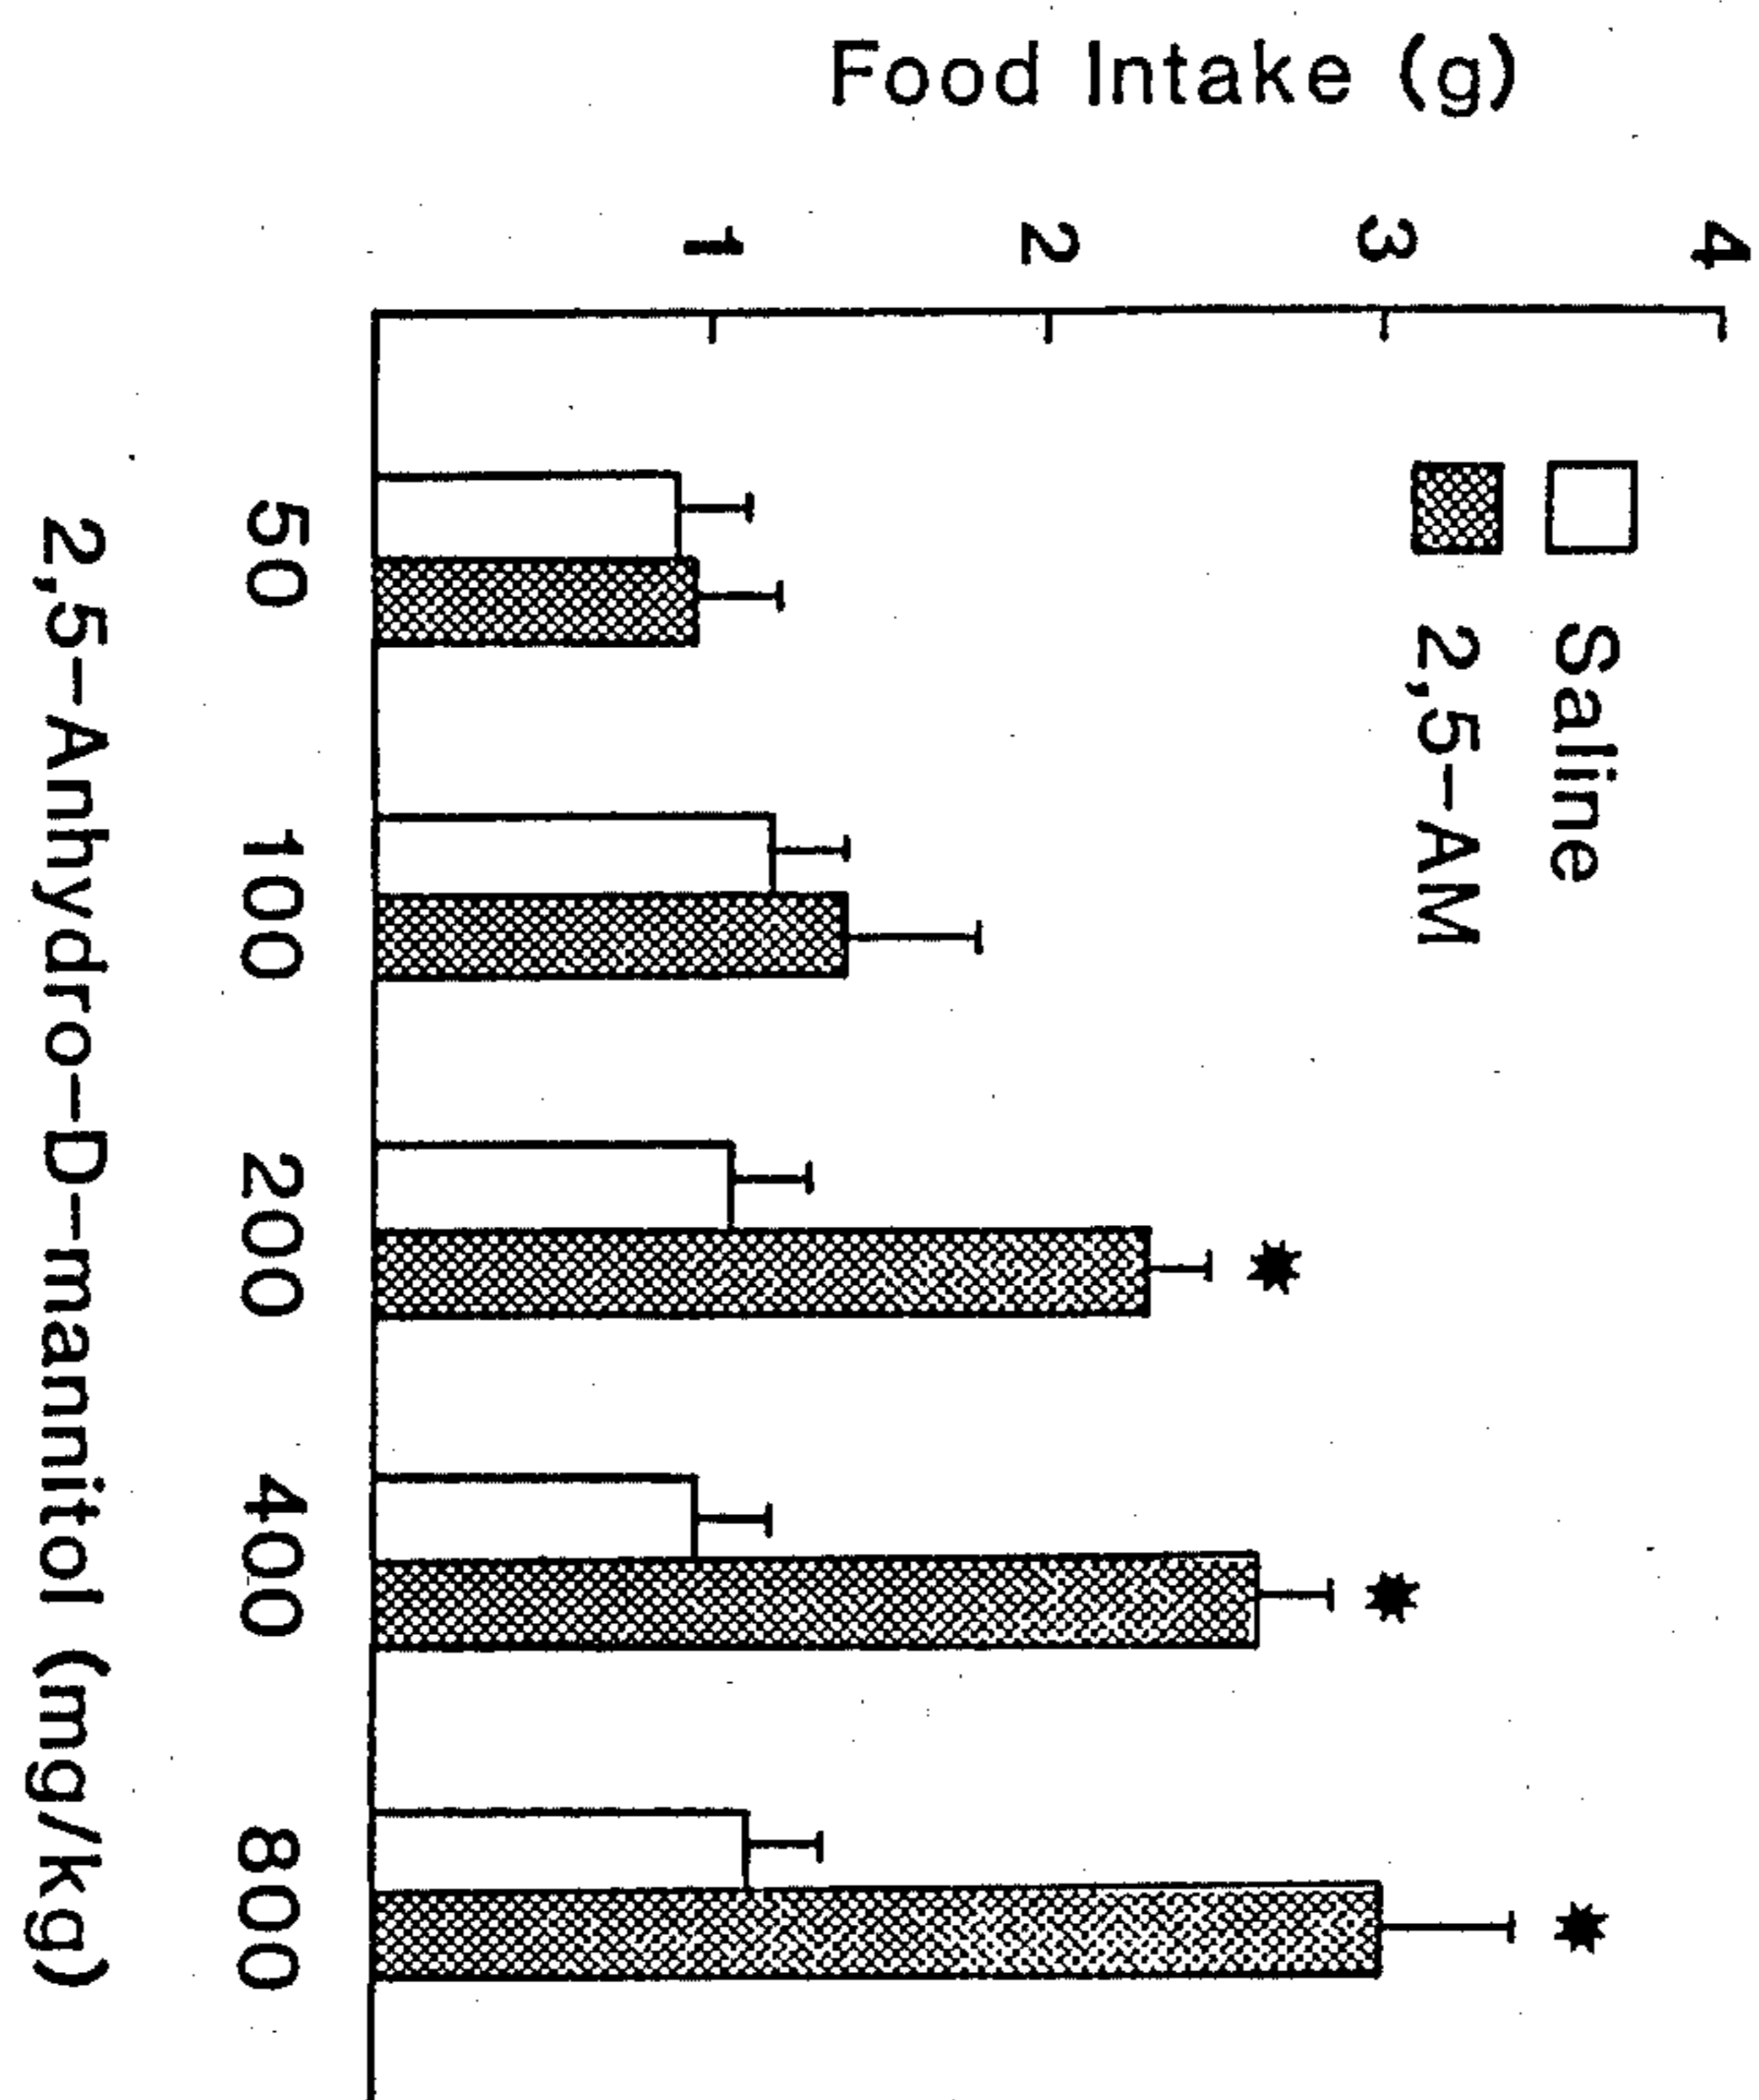 Food Intake (g)
4
3
2
1
Saline
2,5-AM
50 100 200 400 800
2,5-Anhydro-D-mannitol (mg/kg)